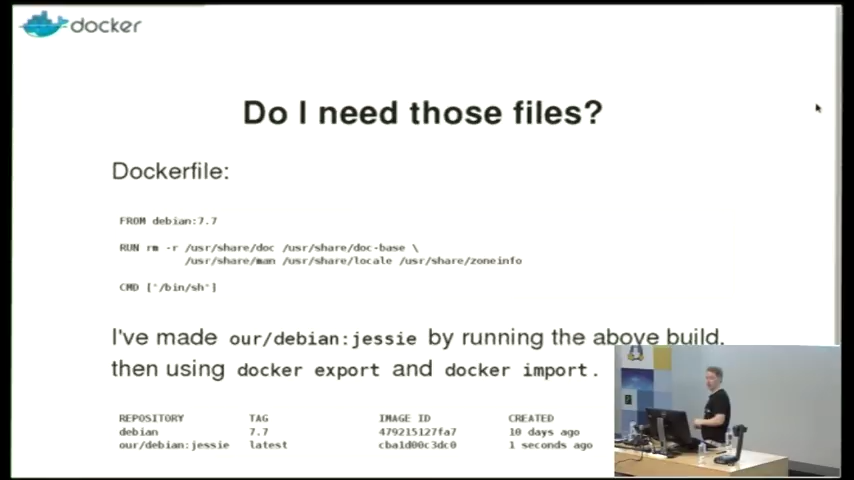 docker
Do I need those files?
Dockerfile:
FROM debian:7.7
RUN rm -r /usr/share/doc /usr/share/doc-base \
/usr/share/man /usr/share/locale /usr/share/zoneinfo
CMD ["/bin/sh"]
I've made our/debian:jessie by running the above build,
then using docker export and docker import.
REPOSITORY TAG IMAGE ID CREATED
debian 7.7 479215127fa7 10 days ago
our/debian:jessie latest cba1d00c3dc0 1 seconds ago